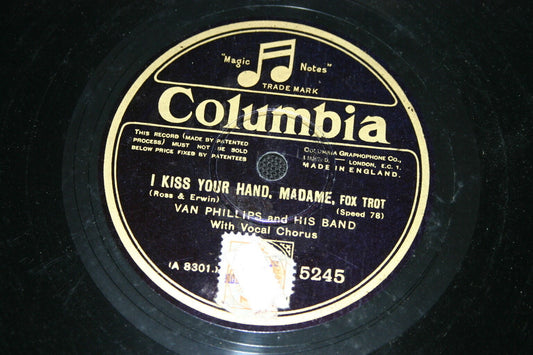 "Magic Notes"
TRADE MARK
Columbia
THIS RECORD (MADE BY PATENTED
PROCESS) MUST NOT BE SOLD
BELOW PRICE FIXED BY PATENTEES
COLUMBIA GRAPHOPHONE CO.,
LIMITED, — LONDON, E.C. 1.
MADE IN ENGLAND.
I KISS YOUR HAND, MADAME, FOX TROT
(Ross & Erwin) (Speed 78)
VAN PHILLIPS and HIS BAND
With Vocal Chorus
(A 8301.) 5245